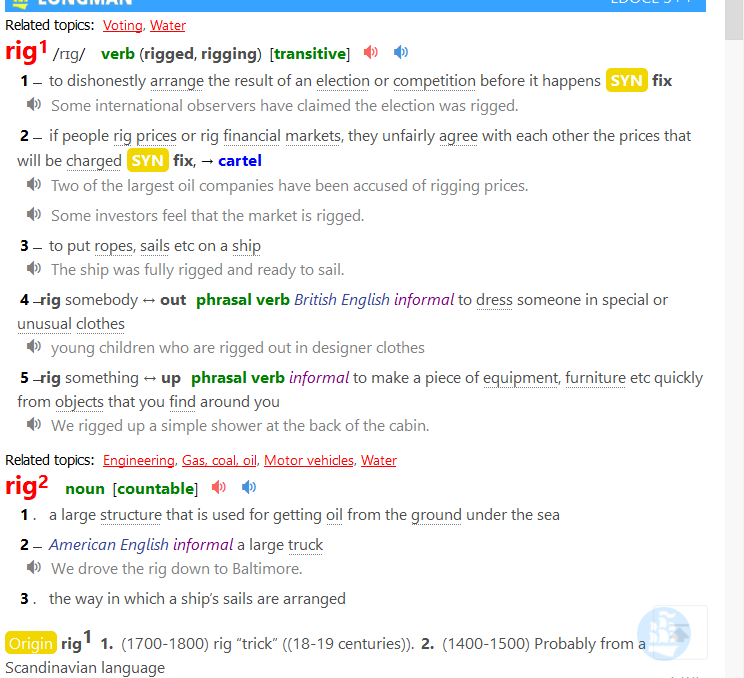 LONGMAN
Related topics: Voting, Water
rig1 /rɪɡ/ verb (rigged, rigging) [transitive]
1 – to dishonestly arrange the result of an election or competition before it happens SYN fix
Some international observers have claimed the election was rigged.
2 – if people rig prices or rig financial markets, they unfairly agree with each other the prices that
will be charged SYN fix, → cartel
Two of the largest oil companies have been accused of rigging prices.
Some investors feel that the market is rigged.
3 – to put ropes, sails etc on a ship
The ship was fully rigged and ready to sail.
4 –rig somebody ↔ out phrasal verb British English informal to dress someone in special or
unusual clothes
young children who are rigged out in designer clothes
5 –rig something ↔ up phrasal verb informal to make a piece of equipment, furniture etc quickly
from objects that you find around you
We rigged up a simple shower at the back of the cabin.
Related topics: Engineering, Gas, coal, oil, Motor vehicles, Water
rig2 noun [countable]
1 . a large structure that is used for getting oil from the ground under the sea
2 – American English informal a large truck
We drove the rig down to Baltimore.
3 . the way in which a ship’s sails are arranged
Origin rig1 1. (1700-1800) rig “trick” ((18-19 centuries)). 2. (1400-1500) Probably from a
Scandinavian language